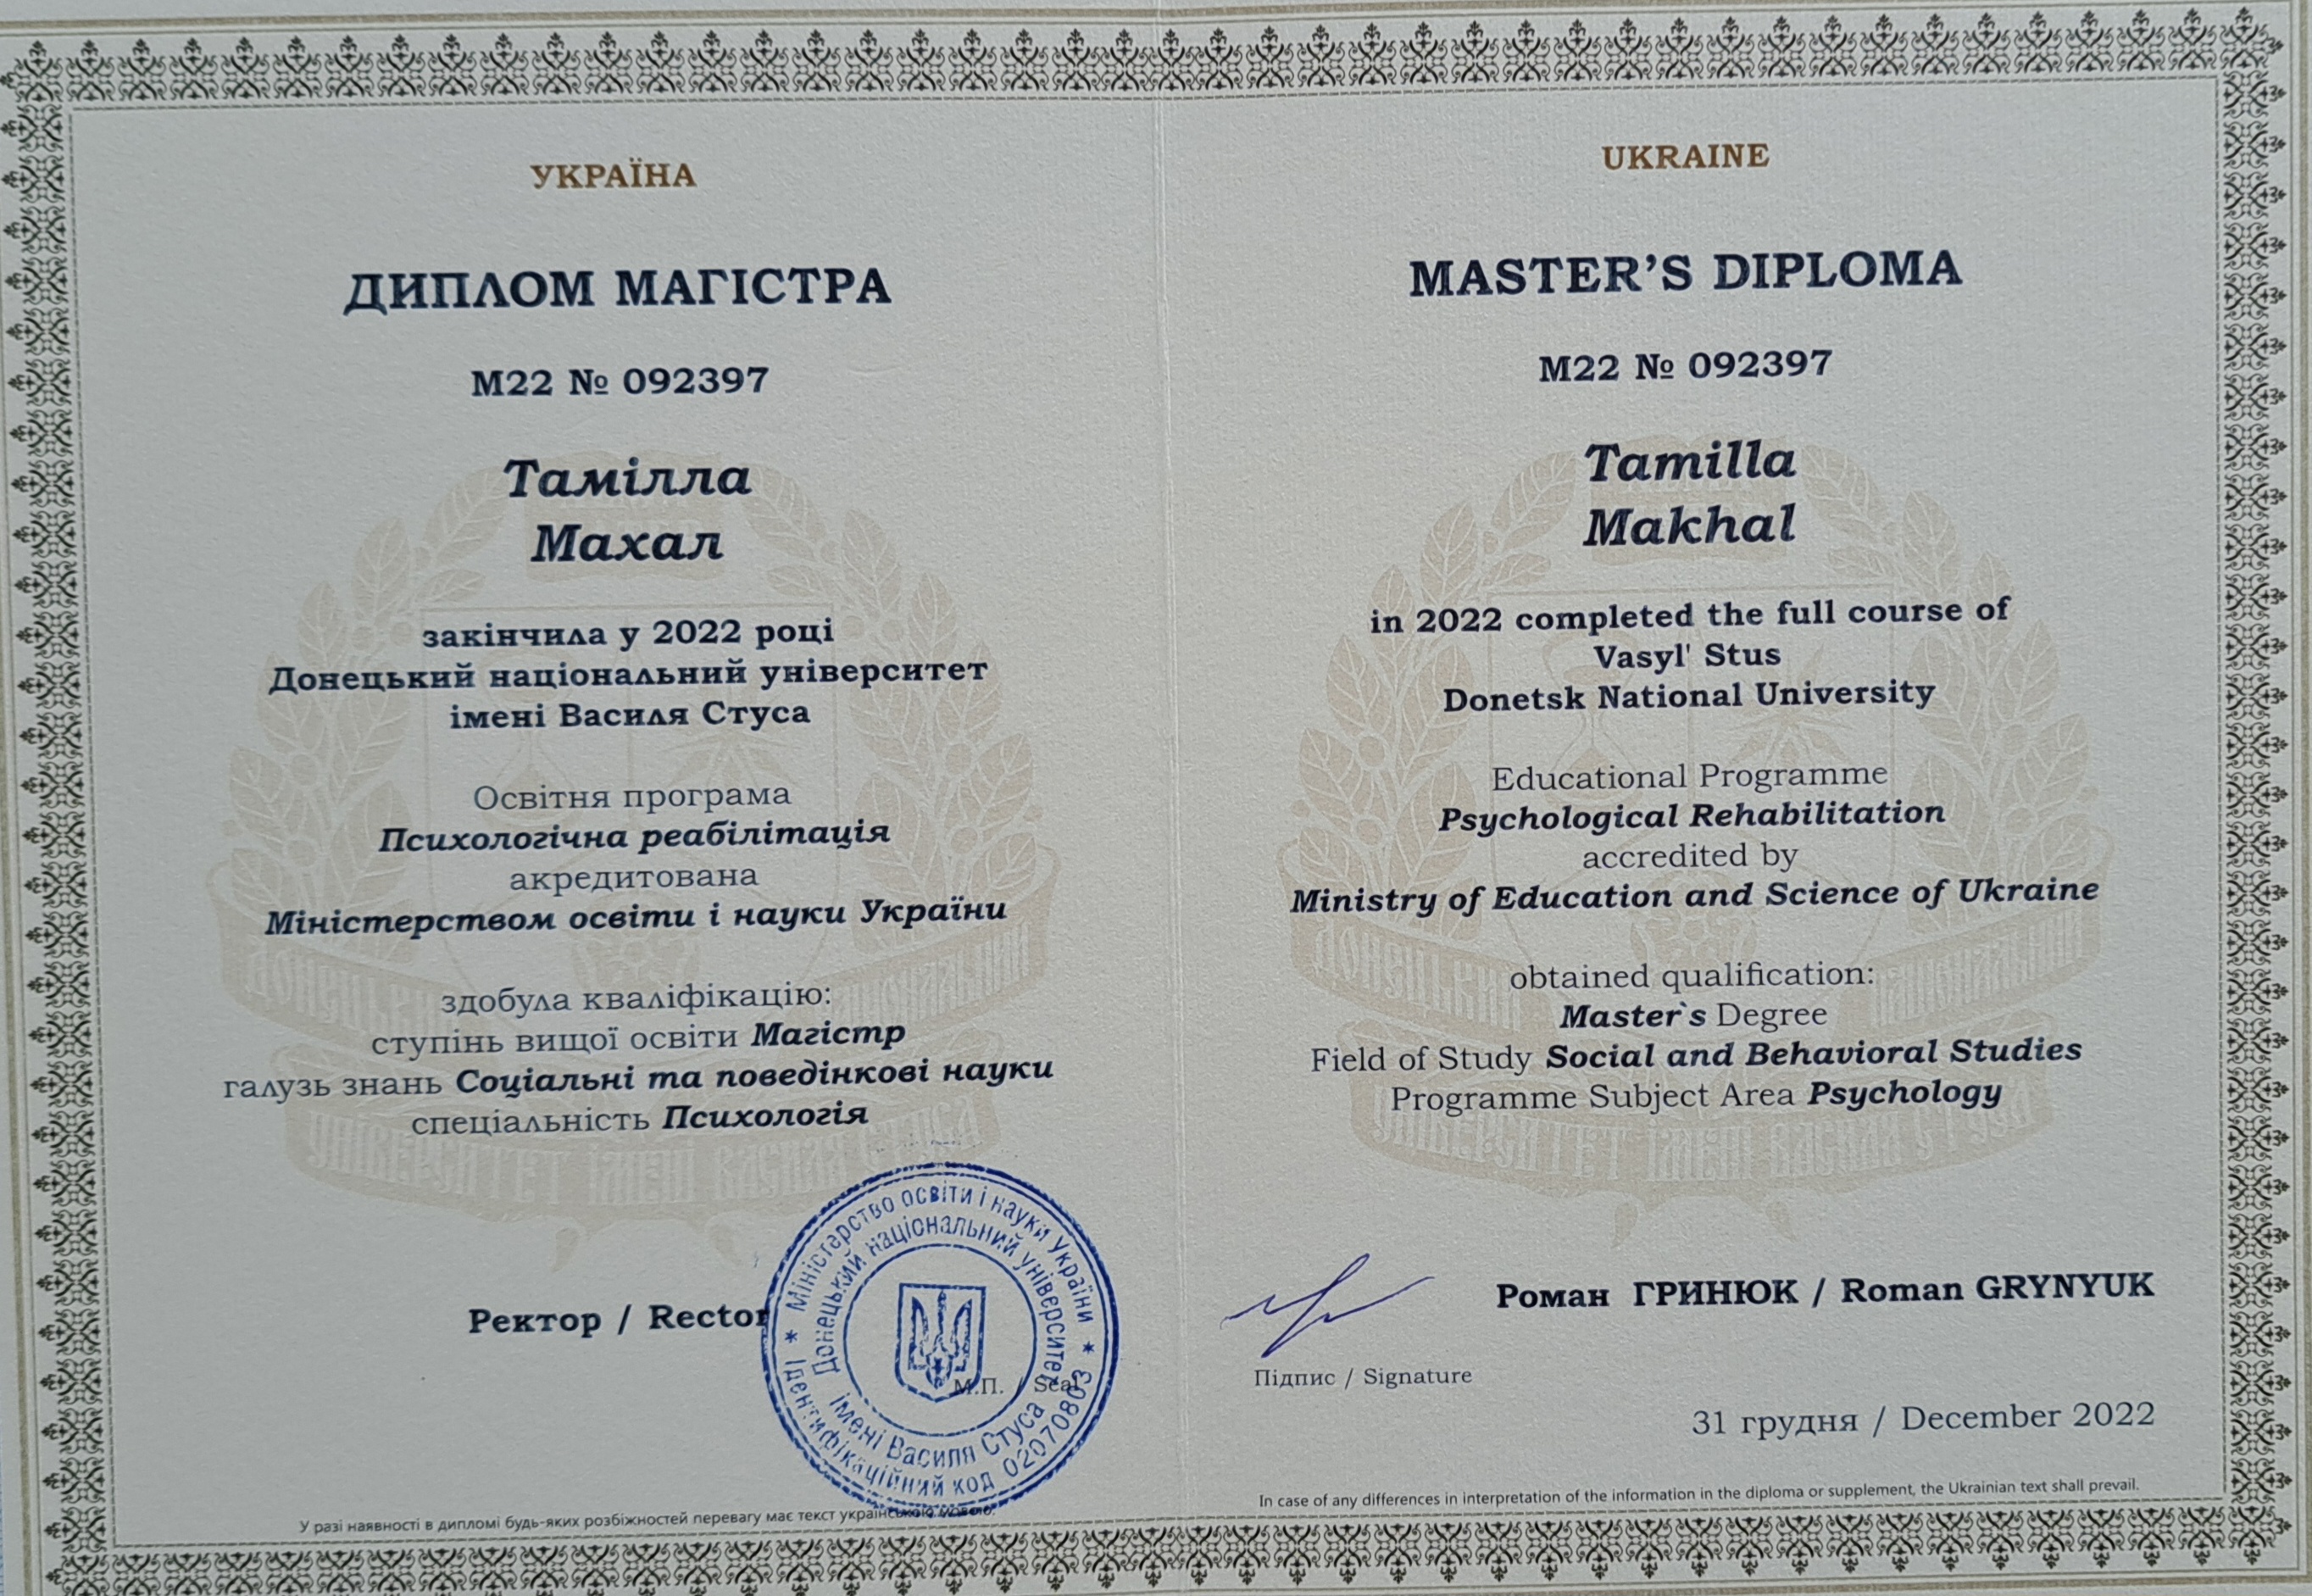 УКРАЇНА
ДИПЛОМ МАГІСТРА
М22 № 092397
Тамілла
Махал
закінчила у 2022 році
Донецький національний університет
імені Василя Стуса
Освітня програма
Психологічна реабілітація
акредитована
Міністерством освіти і науки України
здобула кваліфікацію:
ступінь вищої освіти Магістр
галузь знань Соціальні та поведінкові науки
спеціальність Психологія
Ректор / Rector
М.П. / Seal
Міністерство освіти і науки України
Донецький національний університет
імені Василя Стуса
Ідентифікаційний код 02070803
У разі наявності в дипломі будь-яких розбіжностей перевагу має текст українською мовою.
UKRAINE
MASTER'S DIPLOMA
M22 № 092397
Tamilla
Makhal
in 2022 completed the full course of
Vasyl' Stus
Donetsk National University
Educational Programme
Psychological Rehabilitation
accredited by
Ministry of Education and Science of Ukraine
obtained qualification:
Master`s Degree
Field of Study Social and Behavioral Studies
Programme Subject Area Psychology
Роман ГРИНЮК / Roman GRYNYUK
Підпис / Signature
31 грудня / December 2022
In case of any differences in interpretation of the information in the diploma or supplement, the Ukrainian text shall prevail.